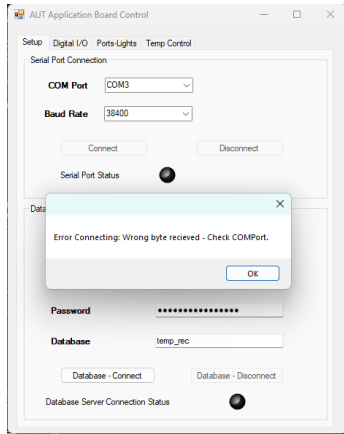 AUT Application Board Control
Setup Digital I/O Ports-Lights Temp Control
Serial Port Connection
COM Port COM3
Baud Rate 38400
Connect Disconnect
Serial Port Status
Data
Error Connecting: Wrong byte recieved - Check COMPort.
OK
Password ••••••••••••••••
Database temp_rec
Database - Connect Database - Disconnect
Database Server Connection Status